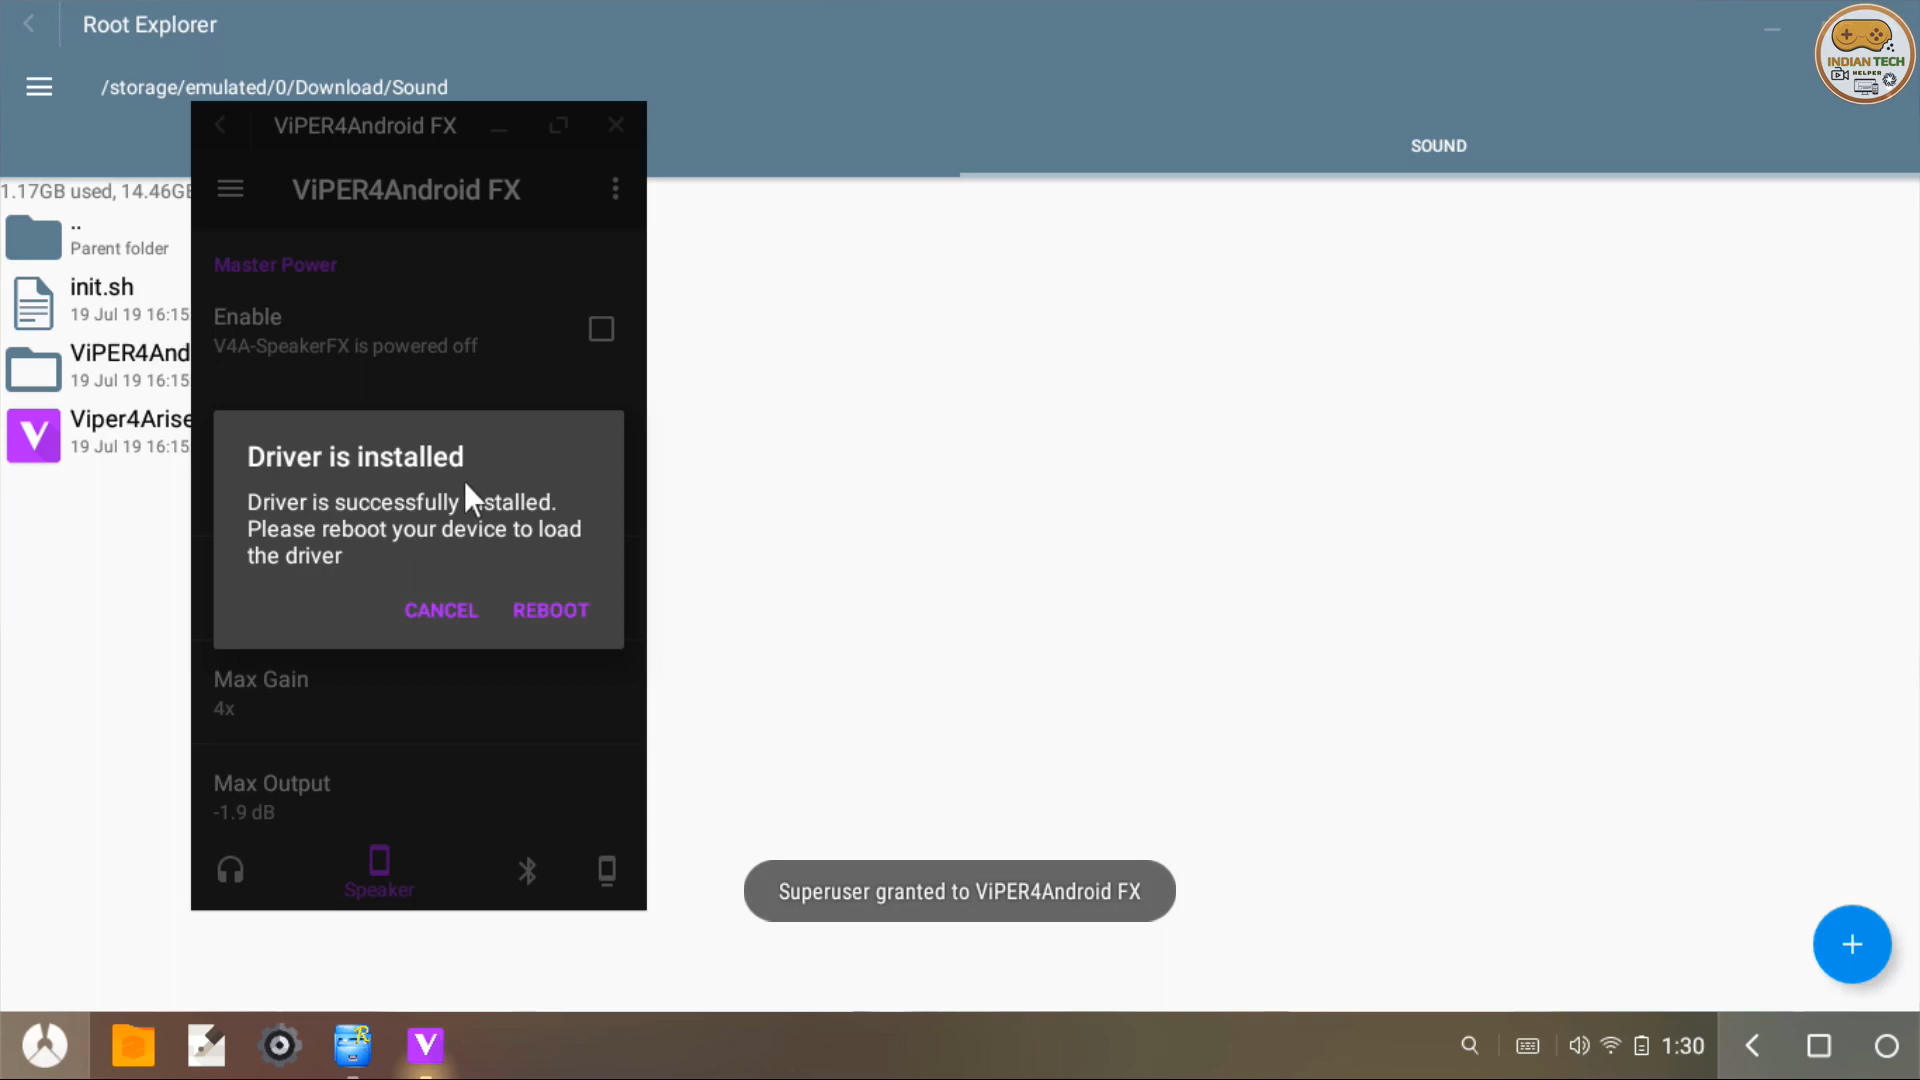 Root Explorer
/storage/emulated/0/Download/Sound
SOUND
INDIAN TECH
HELPER
1.17GB used, 14.46GB
..
Parent folder
init.sh
19 Jul 19 16:15
ViPER4And
19 Jul 19 16:15
Viper4Arise
19 Jul 19 16:15
ViPER4Android FX
ViPER4Android FX
Master Power
Enable
V4A-SpeakerFX is powered off
Driver is installed
Driver is successfully installed.
Please reboot your device to load
the driver
CANCEL
REBOOT
Max Gain
4x
Max Output
-1.9 dB
Speaker
Superuser granted to ViPER4Android FX
1:30